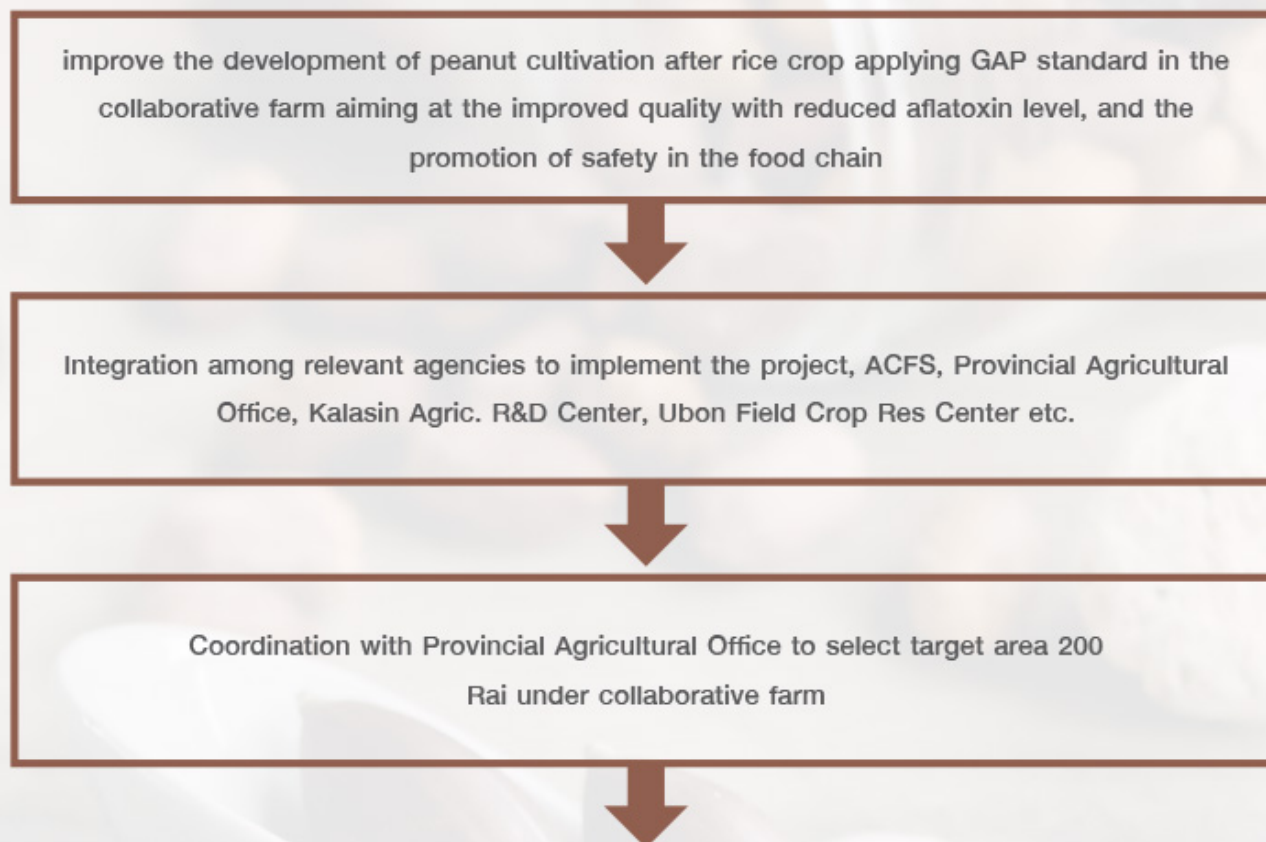 improve the development of peanut cultivation after rice crop applying GAP standard in the
collaborative farm aiming at the improved quality with reduced aflatoxin level, and the
promotion of safety in the food chain
Integration among relevant agencies to implement the project, ACFS, Provincial Agricultural
Office, Kalasin Agric. R&D Center, Ubon Field Crop Res Center etc.
Coordination with Provincial Agricultural Office to select target area 200
Rai under collaborative farm